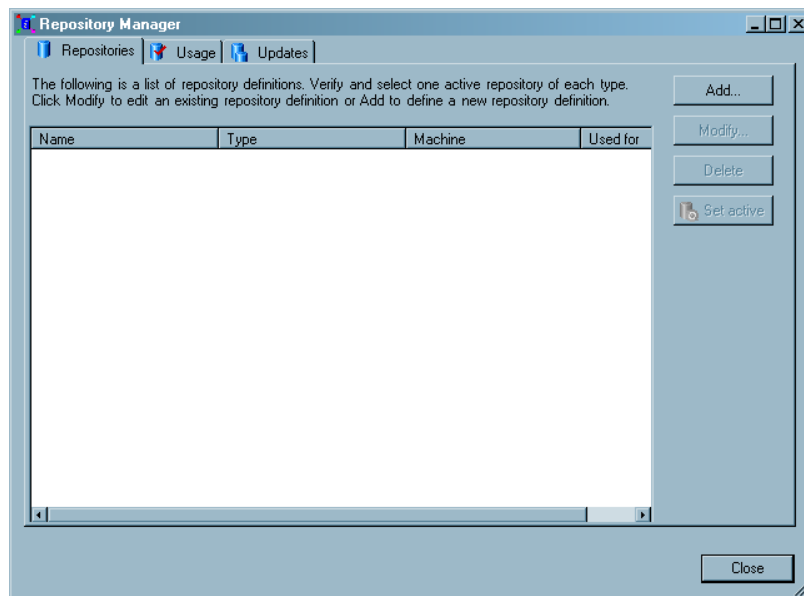 Repository Manager
Repositories Usage Updates
The following is a list of repository definitions. Verify and select one active repository of each type.
Click Modify to edit an existing repository definition or Add to define a new repository definition.
Add...
Modify...
Delete
Set active
Name Type Machine Used for
Close